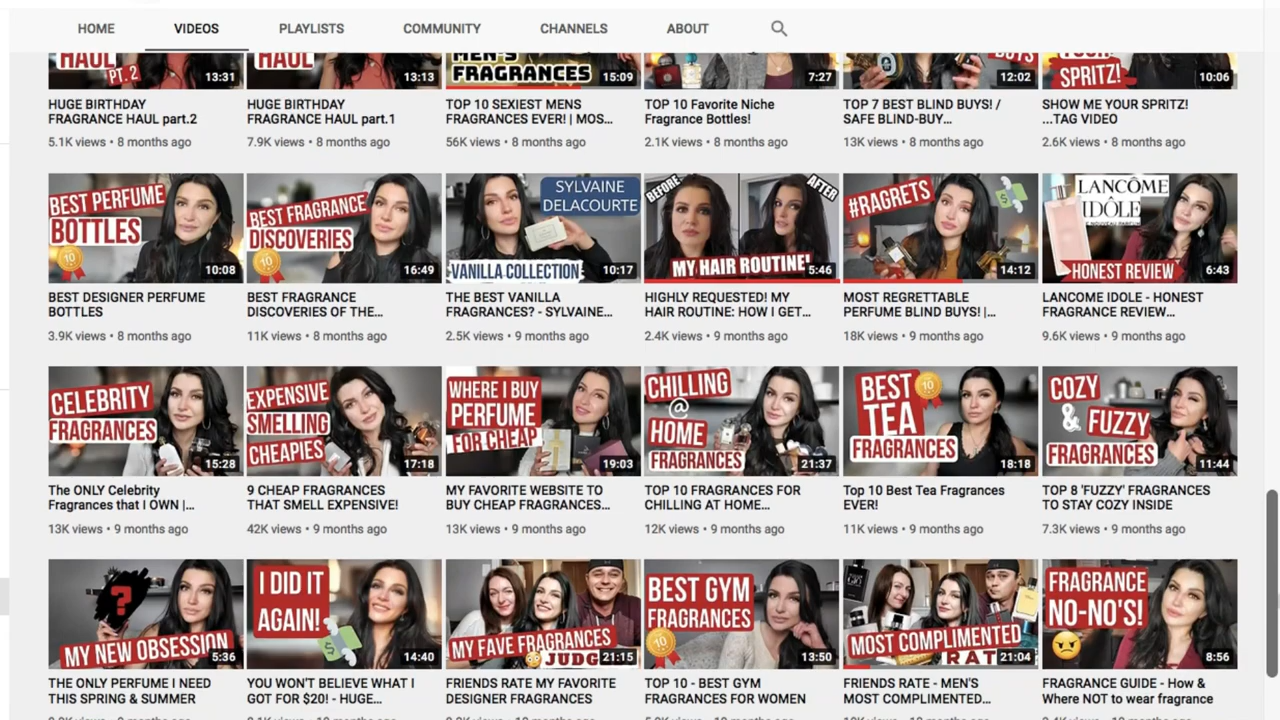 HOME VIDEOS PLAYLISTS COMMUNITY CHANNELS ABOUT
HAUL PT. 2 13:31
HAUL 13:13
MEN'S
FRAGRANCES 15:09
7:27
12:02
SPRITZ! 10:06
HUGE BIRTHDAY
FRAGRANCE HAUL part.2
5.1K views • 8 months ago
HUGE BIRTHDAY
FRAGRANCE HAUL part.1
7.9K views • 8 months ago
TOP 10 SEXIEST MENS
FRAGRANCES EVER! | MOS...
56K views • 8 months ago
TOP 10 Favorite Niche
Fragrance Bottles!
2.1K views • 8 months ago
TOP 7 BEST BLIND BUYS! /
SAFE BLIND-BUY...
13K views • 8 months ago
SHOW ME YOUR SPRITZ!
...TAG VIDEO
2.6K views • 8 months ago
BEST PERFUME
BOTTLES
10
10:08
BEST DESIGNER PERFUME
BOTTLES
3.9K views • 8 months ago
BEST FRAGRANCE
DISCOVERIES
10
16:49
BEST FRAGRANCE
DISCOVERIES OF THE...
11K views • 8 months ago
SYLVAINE
DELACOURTE
VANILLA COLLECTION
10:17
THE BEST VANILLA
FRAGRANCES? - SYLVAINE...
2.5K views • 9 months ago
BEFORE
AFTER
MY HAIR ROUTINE!
5:46
HIGHLY REQUESTED! MY
HAIR ROUTINE: HOW I GET...
2.4K views • 9 months ago
#RAGRETS
14:12
MOST REGRETTABLE
PERFUME BLIND BUYS! |...
18K views • 9 months ago
LANCÔME
IDÔLE
HONEST REVIEW
6:43
LANCOME IDOLE - HONEST
FRAGRANCE REVIEW...
9.6K views • 9 months ago
CELEBRITY
FRAGRANCES
15:28
The ONLY Celebrity
Fragrances that I OWN |...
13K views • 9 months ago
EXPENSIVE
SMELLING
CHEAPIES
17:18
9 CHEAP FRAGRANCES
THAT SMELL EXPENSIVE!
42K views • 9 months ago
WHERE I BUY
PERFUME
FOR CHEAP
19:03
MY FAVORITE WEBSITE TO
BUY CHEAP FRAGRANCES...
13K views • 9 months ago
CHILLING
@
HOME
FRAGRANCES
21:37
TOP 10 FRAGRANCES FOR
CHILLING AT HOME...
12K views • 9 months ago
BEST
10
TEA
FRAGRANCES
18:18
Top 10 Best Tea Fragrances
EVER!
11K views • 9 months ago
COZY
& FUZZY
FRAGRANCES
11:44
TOP 8 'FUZZY' FRAGRANCES
TO STAY COZY INSIDE
7.3K views • 9 months ago
?
MY NEW OBSESSION
5:36
THE ONLY PERFUME I NEED
THIS SPRING & SUMMER
I DID IT
AGAIN!
14:40
YOU WON'T BELIEVE WHAT I
GOT FOR $20! - HUGE...
MY FAVE FRAGRANCES
JUDG
21:15
FRIENDS RATE MY FAVORITE
DESIGNER FRAGRANCES
BEST GYM
FRAGRANCES
10
13:50
TOP 10 - BEST GYM
FRAGRANCES FOR WOMEN
MOST COMPLIMENTED
RAT
21:04
FRIENDS RATE - MEN'S
MOST COMPLIMENTED...
FRAGRANCE
NO-NO'S!
8:56
FRAGRANCE GUIDE - How &
Where NOT to wear fragrance